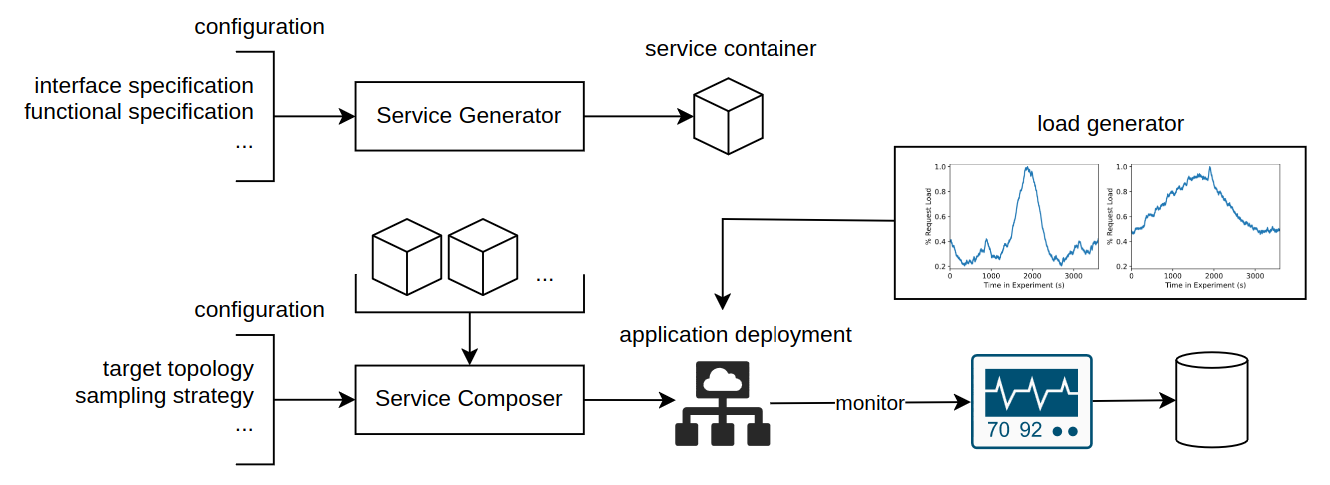 configuration
interface specification
functional specification
...
Service Generator
service container
load generator
% Request Load
1.0
0.8
0.6
0.4
0.2
0
1000
2000
3000
Time in Experiment (s)
% Request Load
1.0
0.8
0.6
0.4
0.2
0
1000
2000
3000
Time in Experiment (s)
...
configuration
target topology
sampling strategy
...
Service Composer
application deployment
monitor
70 92